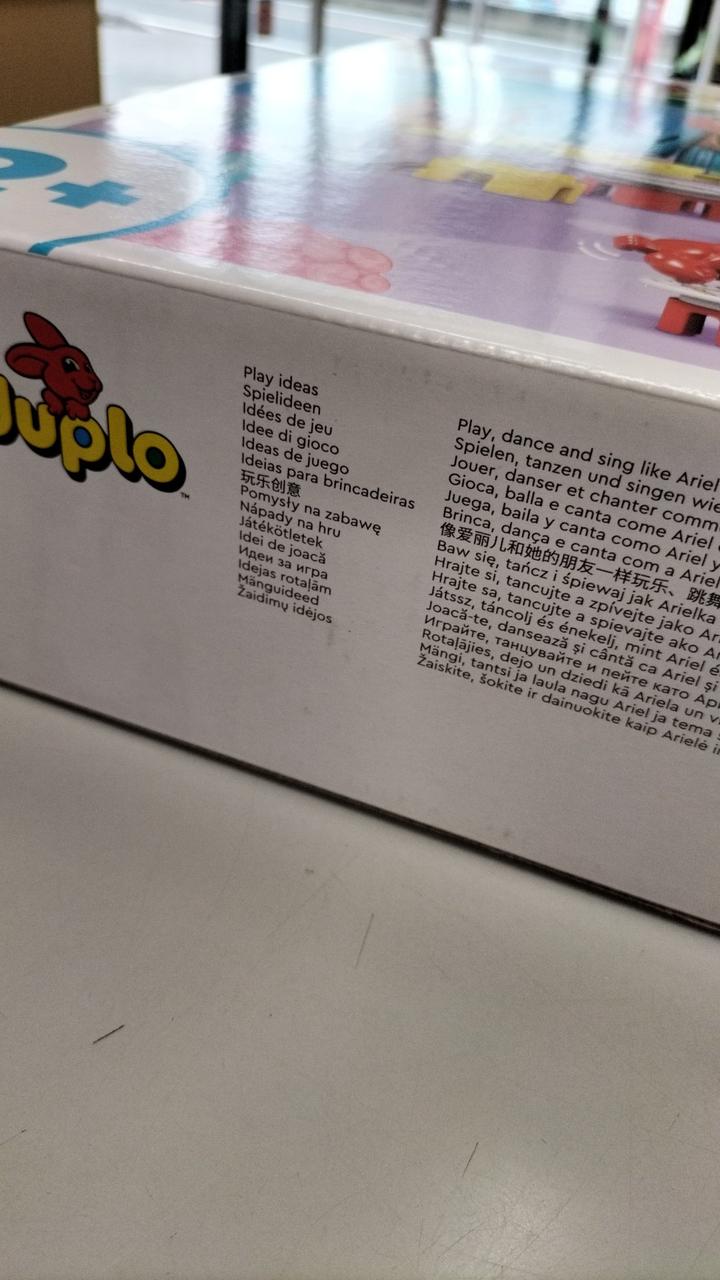 +
duplo
™
Play ideas
Spielideen
Idées de jeu
Idee di gioco
Ideas de juego
Ideias para brincadeiras
玩乐创意
Pomysły na zabawę
Nápady na hru
Játékötletek
Idei de joacă
Идеи за игра
Idejas rotaļām
Mänguideed
Žaidimų idėjos
Play, dance and sing like Ariel
Spielen, tanzen und singen wie
Jouer, danser et chanter comm
Gioca, balla e canta come Ariel
Juega, baila y canta como Ariel y
Brinca, dança e canta com a Ariel
像爱丽儿和她的朋友一样玩乐、跳舞
Baw się, tańcz i śpiewaj jak Arielka
Hrajte si, tancujte a zpívejte jako Ari
Hrajte sa, tancujte a spievajte ako Ar
Játssz, táncolj és énekelj, mint Ariel é
Joacă-te, dansează și cântă ca Ariel și
Играйте, танцувайте и пейте като Ари
Rotaļājies, dejo un dziedi kā Ariela un v
Mängi, tantsi ja laula nagu Ariel ja tema
Žaiskite, šokite ir dainuokite kaip Arielė ir